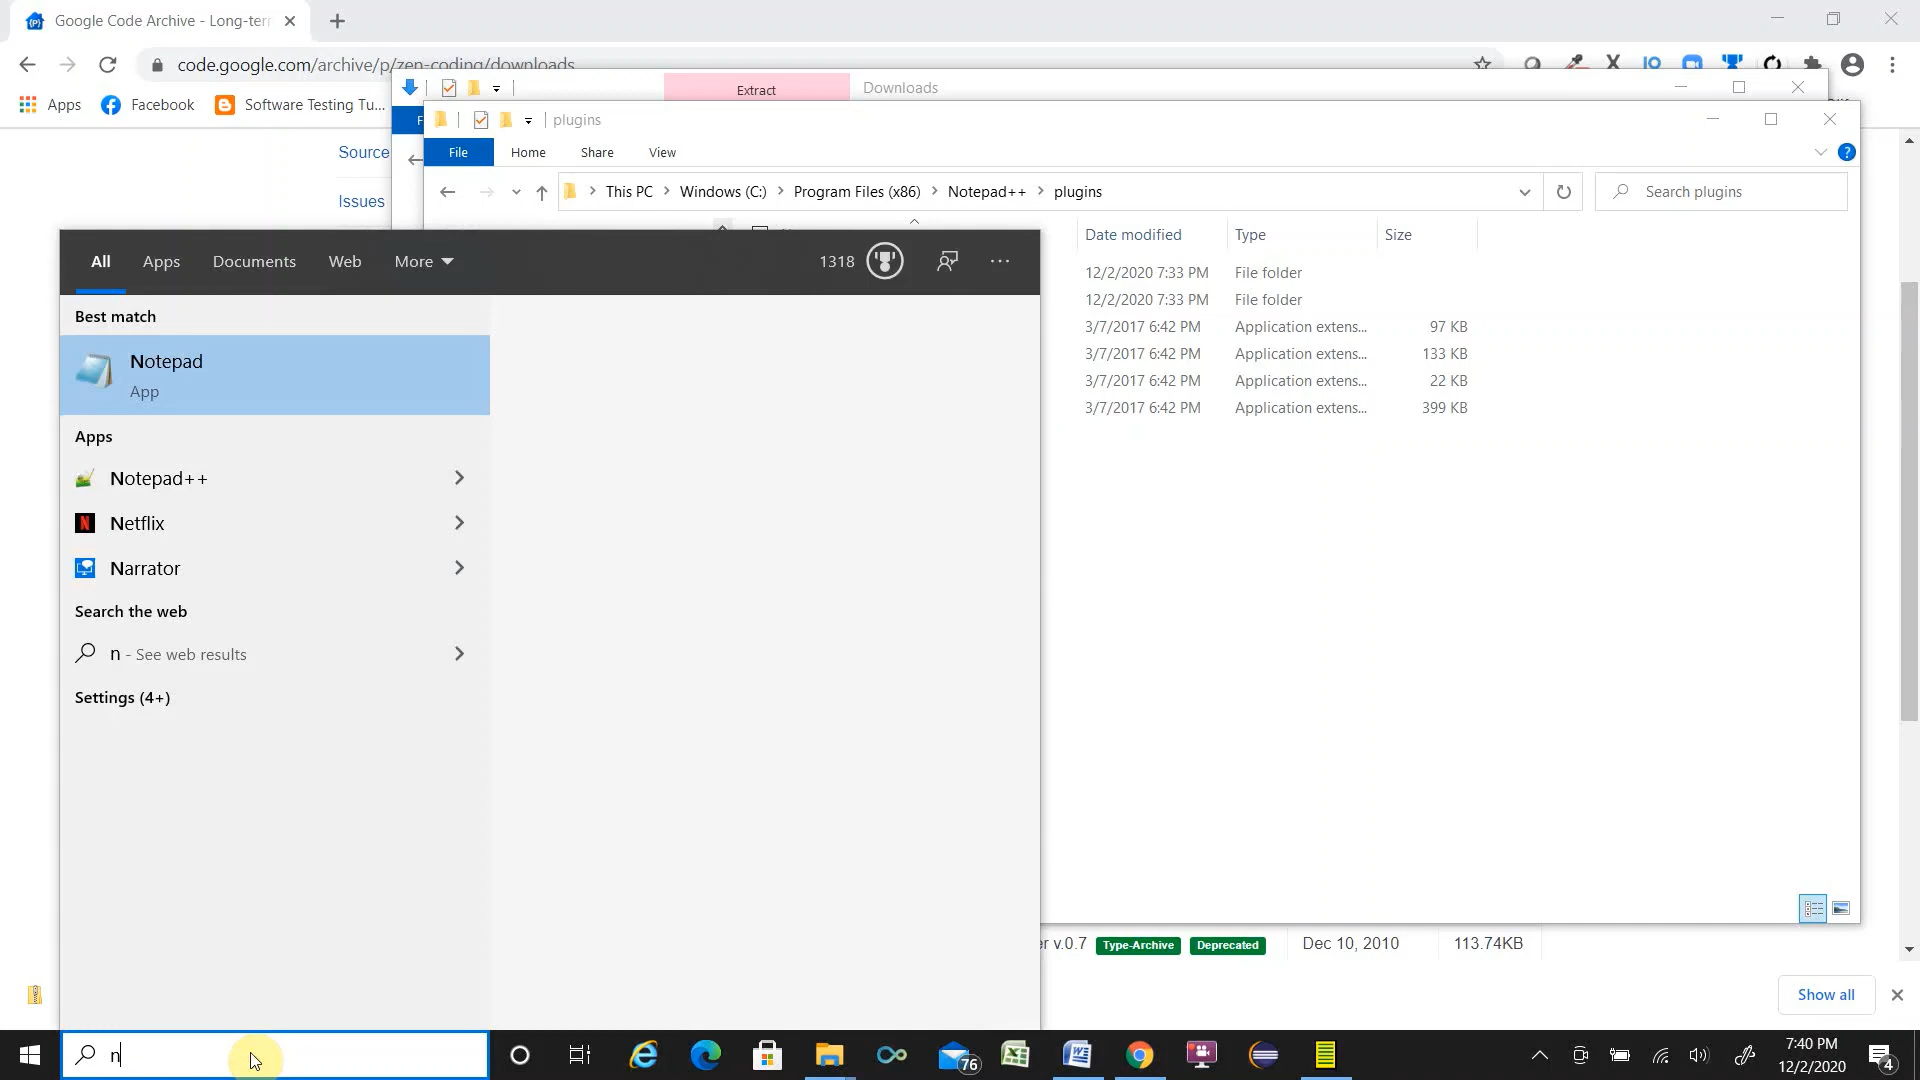 Google Code Archive - Long-ter
code.google.com/archive/p/zen-coding/downloads
Apps
Facebook
Software Testing Tu...
Extract
Downloads
Source
Issues
plugins
File
Home
Share
View
This PC > Windows (C:) > Program Files (x86) > Notepad++ > plugins
Search plugins
Date modified Type Size
12/2/2020 7:33 PM File folder
12/2/2020 7:33 PM File folder
3/7/2017 6:42 PM Application extens... 97 KB
3/7/2017 6:42 PM Application extens... 133 KB
3/7/2017 6:42 PM Application extens... 22 KB
3/7/2017 6:42 PM Application extens... 399 KB
All Apps Documents Web More
1318
Best match
Notepad
App
Apps
Notepad++
Netflix
Narrator
Search the web
n - See web results
Settings (4+)
er v.0.7 Type-Archive Deprecated Dec 10, 2010 113.74KB
Show all
n
76
7:40 PM
12/2/2020
4